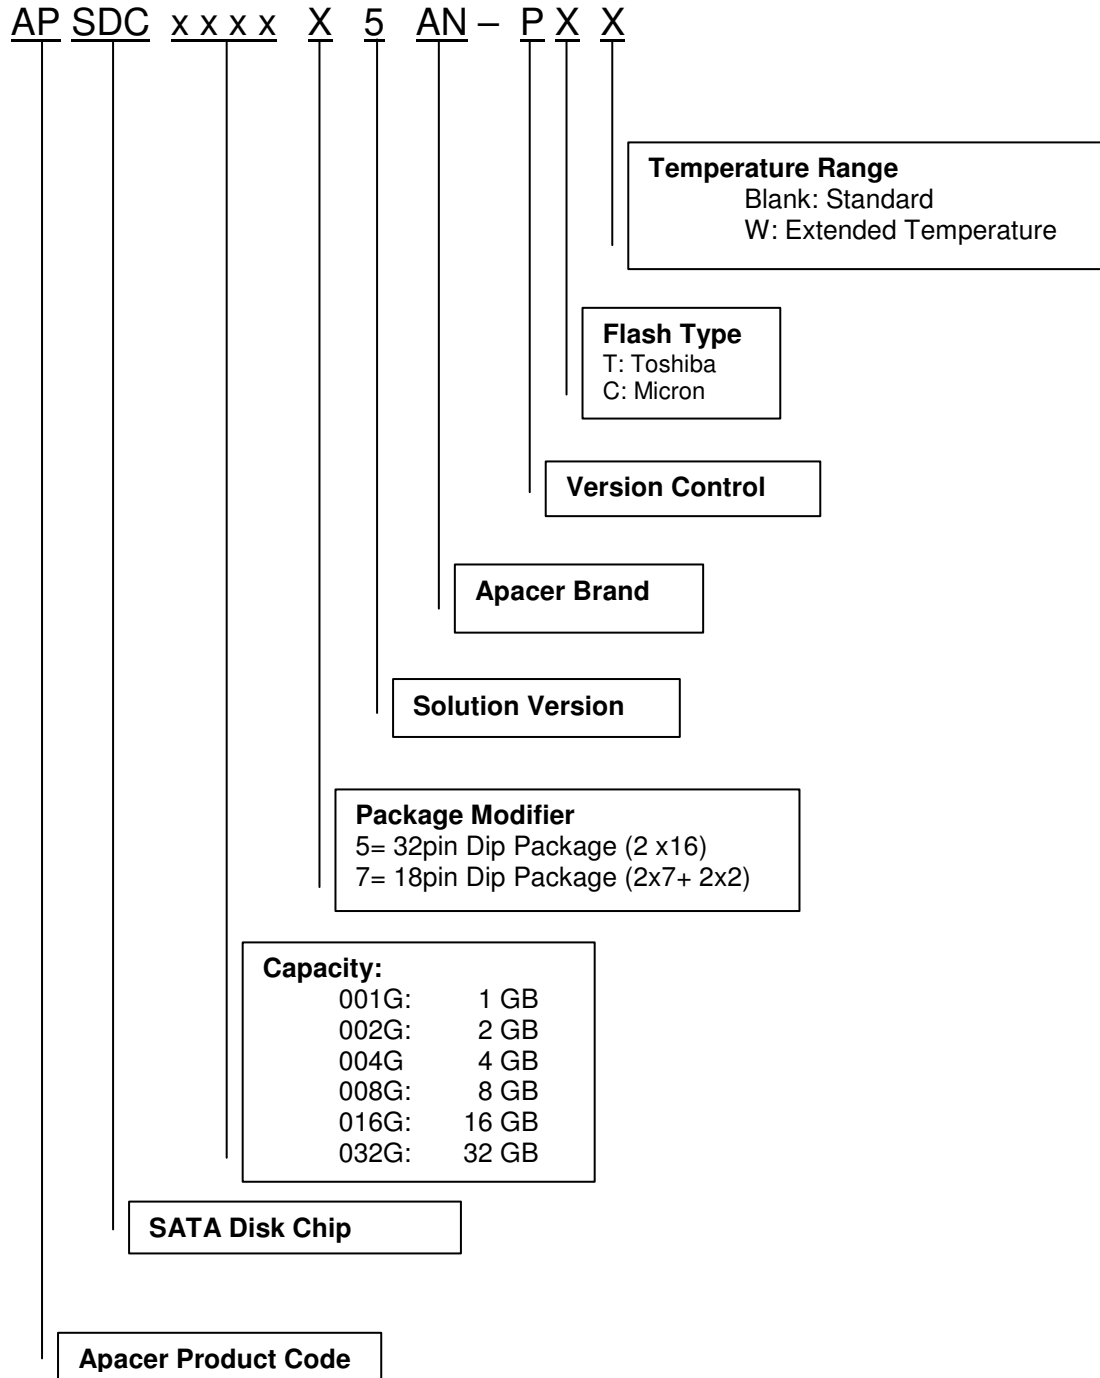 AP SDC x x x x X 5 AN – P X X
Temperature Range
Blank: Standard
W: Extended Temperature
Flash Type
T: Toshiba
C: Micron
Version Control
Apacer Brand
Solution Version
Package Modifier
5= 32pin Dip Package (2 x16)
7= 18pin Dip Package (2x7+ 2x2)
Capacity:
001G: 1 GB
002G: 2 GB
004G 4 GB
008G: 8 GB
016G: 16 GB
032G: 32 GB
SATA Disk Chip
Apacer Product Code